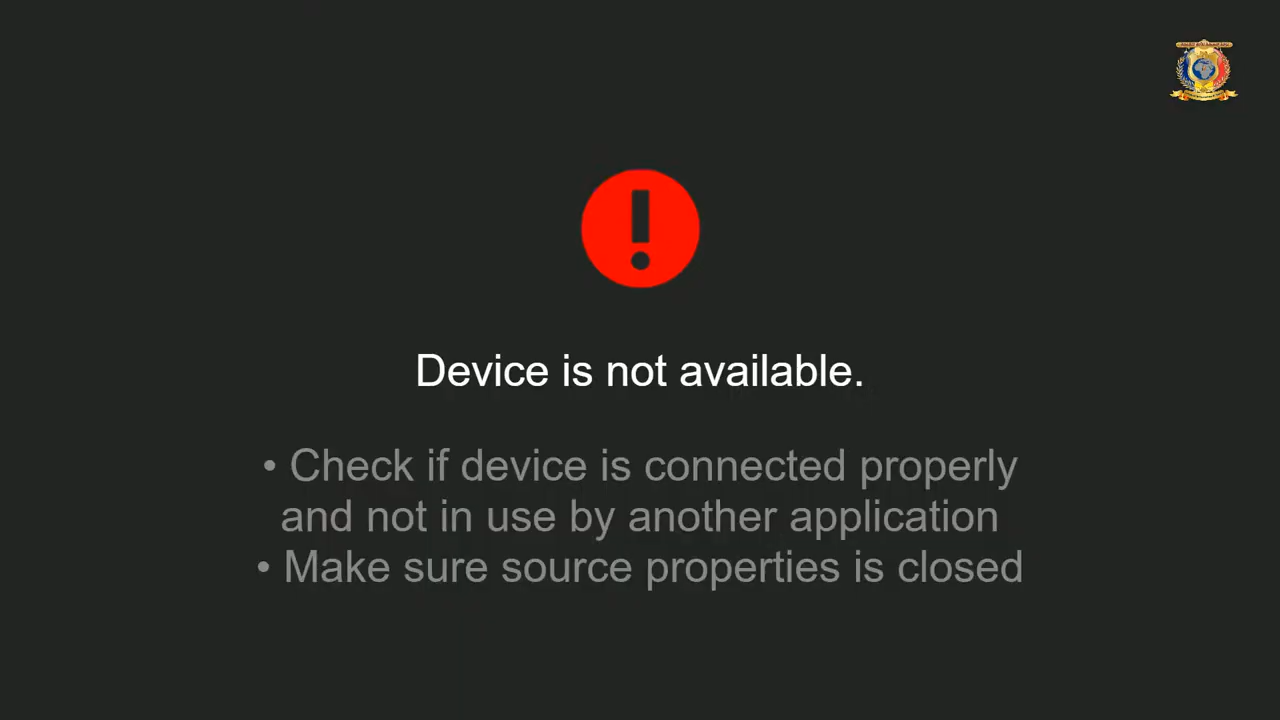 Device is not available.
• Check if device is connected properly
and not in use by another application
• Make sure source properties is closed